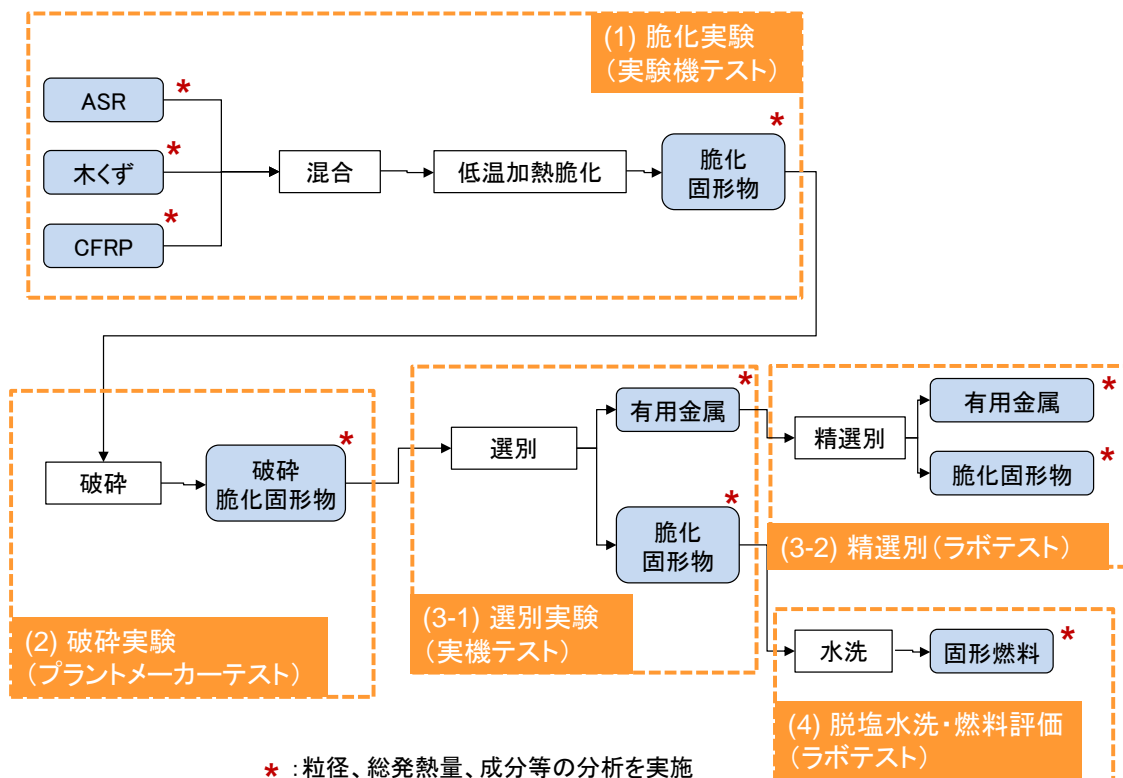 (1) 脆化実験
（実験機テスト）
ASR
*
木くず
*
CFRP
*
混合
低温加熱脆化
脆化
固形物
*
破砕
破砕
脆化固形物
*
(2) 破砕実験
（プラントメーカーテスト）
選別
有用金属
*
脆化
固形物
*
(3-1) 選別実験
（実機テスト）
精選別
有用金属
*
脆化固形物
*
(3-2) 精選別（ラボテスト）
水洗
固形燃料
*
(4) 脱塩水洗・燃料評価
（ラボテスト）
* ：粒径、総発熱量、成分等の分析を実施